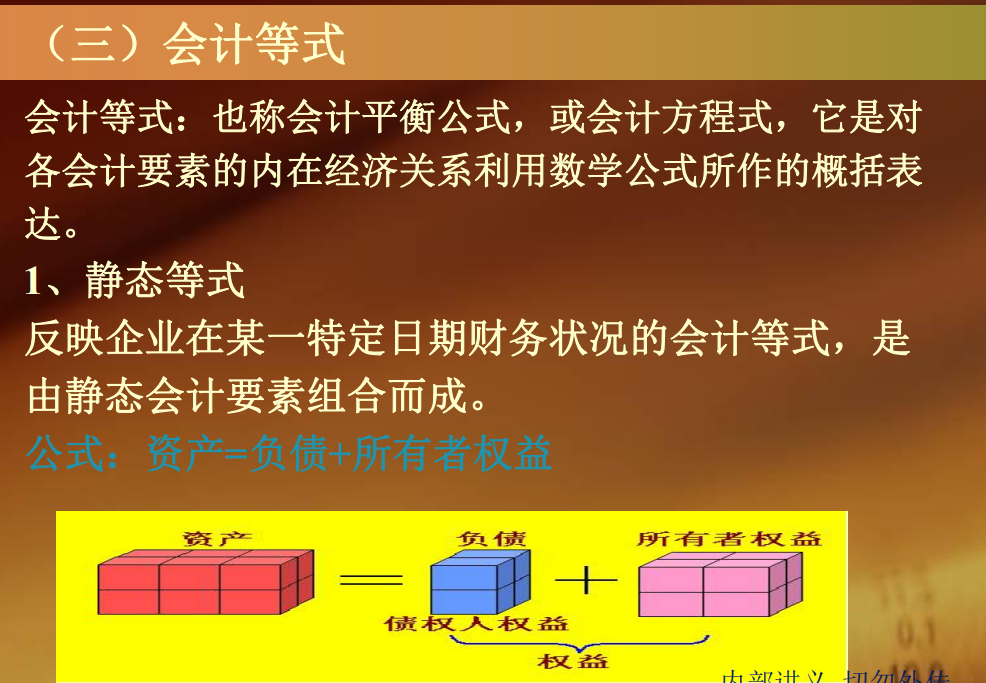 （三）会计等式
会计等式：也称会计平衡公式，或会计方程式，它是对
各会计要素的内在经济关系利用数学公式所作的概括表
达。
1、静态等式
反映企业在某一特定日期财务状况的会计等式，是
由静态会计要素组合而成。
公式：资产=负债+所有者权益
资产 负债 所有者权益
= +
债权人权益
权益
0.1
内部讲义 切勿外传